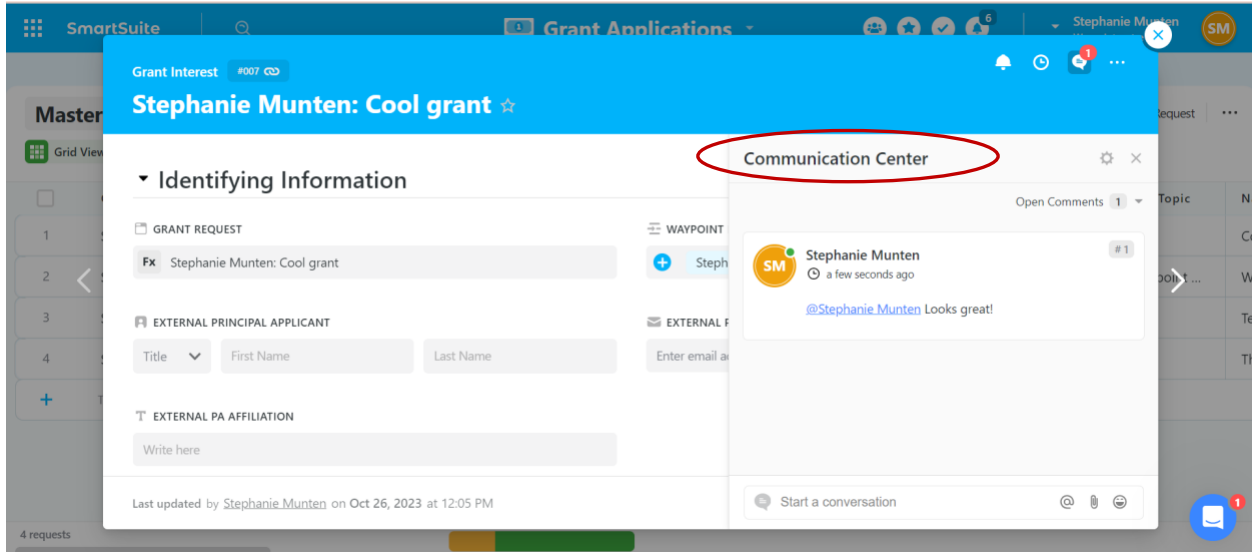 SmartSuite
Grant Applications
6
Stephanie Munten
SM
Grant Interest #007
1
Stephanie Munten: Cool grant
Master
Request
Grid View
Identifying Information
Communication Center
Open Comments 1
Topic
GRANT REQUEST
WAYPOINT
1
Fx Stephanie Munten: Cool grant
Steph
SM
Stephanie Munten
#1
a few seconds ago
2
@Stephanie Munten Looks great!
3
EXTERNAL PRINCIPAL APPLICANT
EXTERNAL
4
Title
First Name
Last Name
Enter email
EXTERNAL PA AFFILIATION
Write here
Last updated by Stephanie Munten on Oct 26, 2023 at 12:05 PM
Start a conversation
1
4 requests